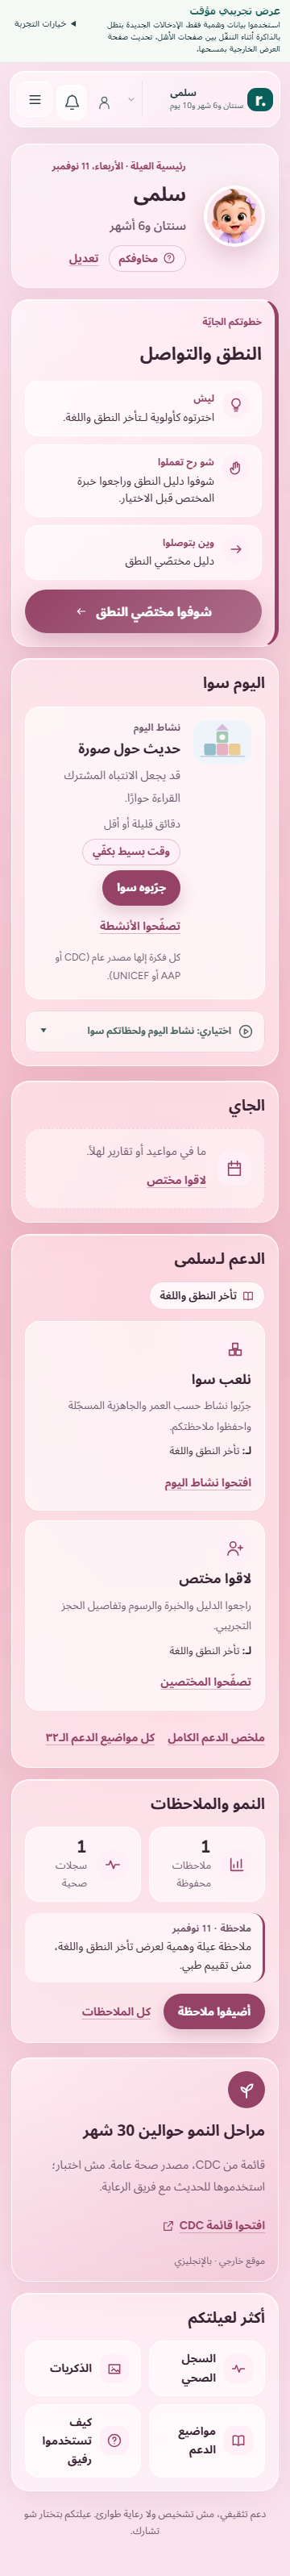 عرض تجريبي مؤقت
استخدموا بيانات وهمية فقط. الإدخالات الجديدة بتظل
بالذاكرة أثناء التنقّل بين صفحات الأهل. تحديث صفحة
العرض الخارجية بمسحها.
خيارات التجربة
r.
سلمى
سنتان و6 شهر و10 يوم
رئيسية العيلة · الأربعاء، 11 نوفمبر
سلمى
سنتان و6 أشهر
مخاوفكم
تعديل
خطوتكم الجايّة
النطق والتواصل
ليش
اخترتوه كأولوية لـتأخر النطق واللغة.
شو رح تعملوا
شوفوا دليل النطق وراجعوا خبرة
المختص قبل الاختيار.
وين بتوصلوا
دليل مختصّي النطق
شوفوا مختصّي النطق
اليوم سوا
نشاط اليوم
حديث حول صورة
قد يجعل الانتباه المشترك
القراءة حوارًا.
دقائق قليلة أو أقل
وقت بسيط بكفّي
جرّبوه سوا
تصفّحوا الأنشطة
كل فكرة إلها مصدر عام (CDC أو
AAP أو UNICEF).
اختياري: نشاط اليوم ولحظاتكم سوا
الجاي
ما في مواعيد أو تقارير لهلأ.
لاقوا مختص
الدعم لـسلمى
تأخر النطق واللغة
نلعب سوا
جرّبوا نشاط حسب العمر والجاهزية المسجّلة
واحفظوا ملاحظتكم.
لـ: تأخر النطق واللغة
افتحوا نشاط اليوم
لاقوا مختص
راجعوا الدليل والخبرة والرسوم وتفاصيل الحجز
التجريبي.
لـ: تأخر النطق واللغة
تصفّحوا المختصين
ملخص الدعم الكامل
كل مواضيع الدعم الـ٣٢
النمو والملاحظات
1
ملاحظات
محفوظة
1
سجلات
صحية
ملاحظة · 11 نوفمبر
ملاحظة عيلة وهمية لعرض تأخر النطق واللغة،
مش تقييم طبي.
أضيفوا ملاحظة
كل الملاحظات
مراحل النمو حوالين 30 شهر
قائمة من CDC، مصدر صحة عامة. مش اختبار؛
استخدموها للحديث مع فريق الرعاية.
افتحوا قائمة CDC
موقع خارجي · بالإنجليزي
أكثر لعيلتكم
السجل
الصحي
الذكريات
مواضيع
الدعم
كيف
تستخدموا
رفيق
دعم تثقيفي، مش تشخيص ولا رعاية طوارئ. عيلتكم بتختار شو
تشارك.